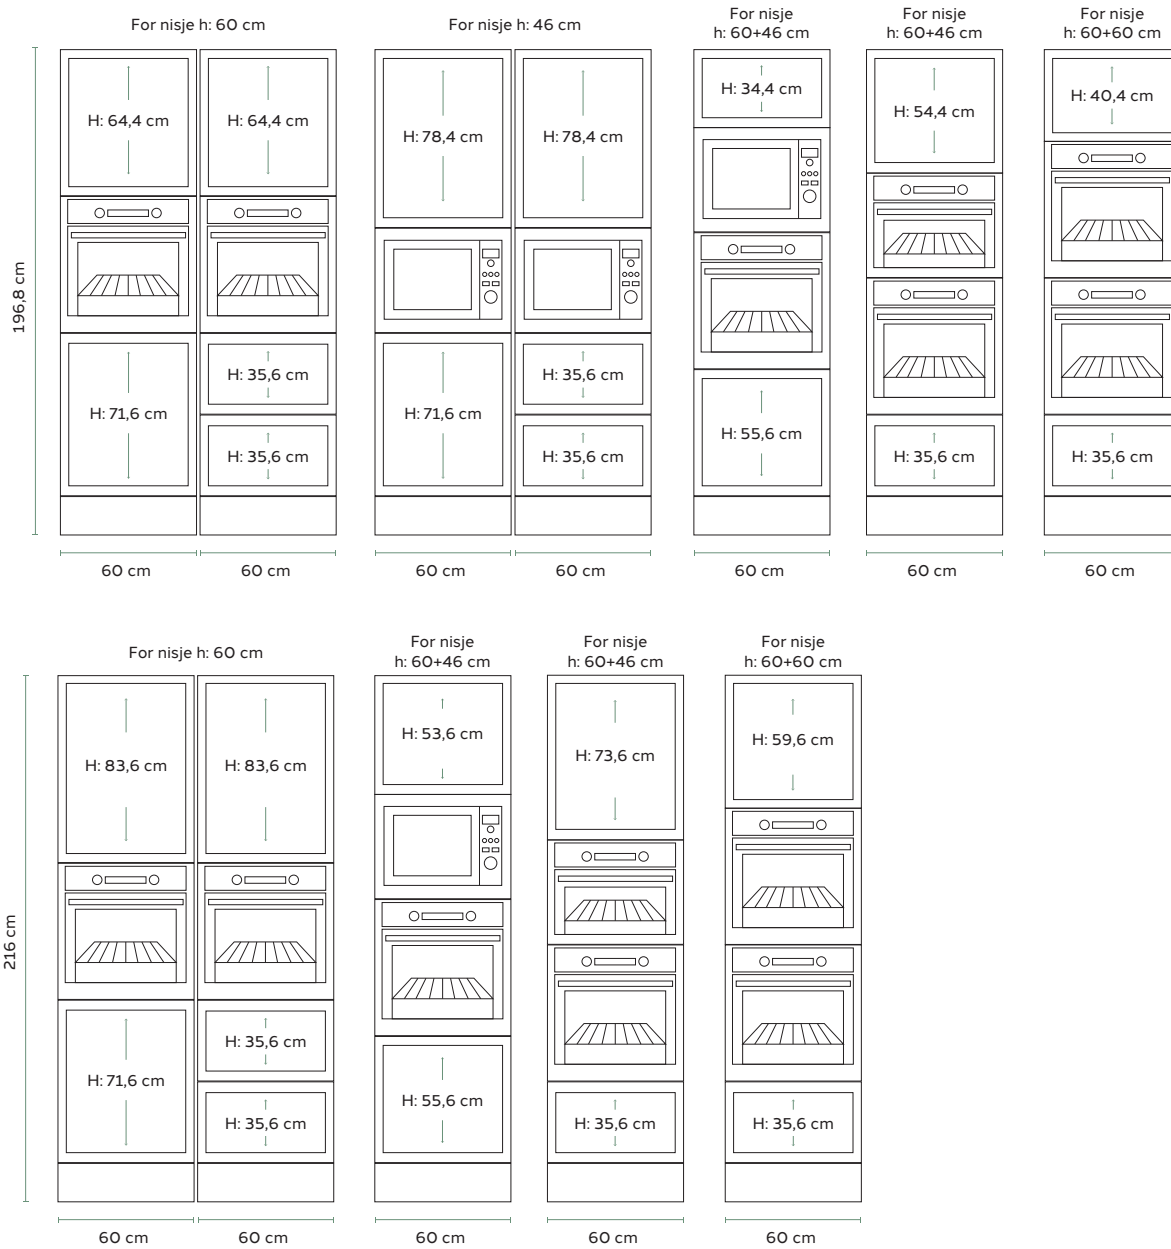 For nisje h: 60 cm
For nisje h: 46 cm
For nisje
h: 60+46 cm
For nisje
h: 60+46 cm
For nisje
h: 60+60 cm
196,8 cm
H: 64,4 cm
H: 64,4 cm
H: 71,6 cm
H: 35,6 cm
H: 35,6 cm
H: 78,4 cm
H: 78,4 cm
H: 71,6 cm
H: 35,6 cm
H: 35,6 cm
H: 34,4 cm
H: 55,6 cm
H: 54,4 cm
H: 35,6 cm
H: 40,4 cm
H: 35,6 cm
60 cm
60 cm
60 cm
60 cm
60 cm
60 cm
60 cm
For nisje h: 60 cm
For nisje
h: 60+46 cm
For nisje
h: 60+46 cm
For nisje
h: 60+60 cm
216 cm
H: 83,6 cm
H: 83,6 cm
H: 71,6 cm
H: 35,6 cm
H: 35,6 cm
H: 53,6 cm
H: 55,6 cm
H: 73,6 cm
H: 35,6 cm
H: 59,6 cm
H: 35,6 cm
60 cm
60 cm
60 cm
60 cm
60 cm